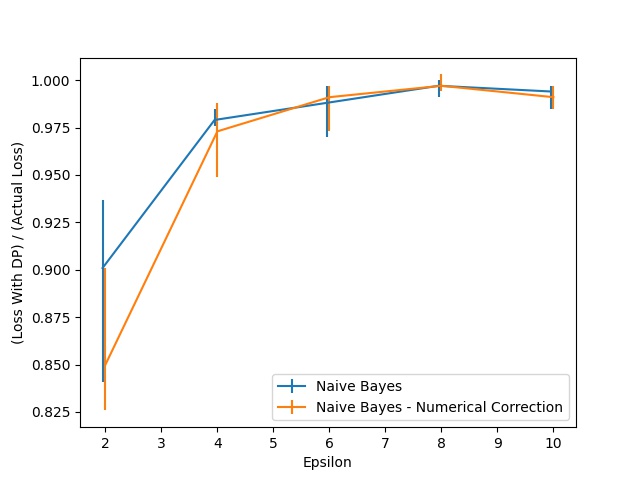 1.000
0.975
0.950
0.925
0.900
0.875
0.850
0.825
(Loss With DP) / (Actual Loss)
Naive Bayes
Naive Bayes - Numerical Correction
2 3 4 5 6 7 8 9 10
Epsilon